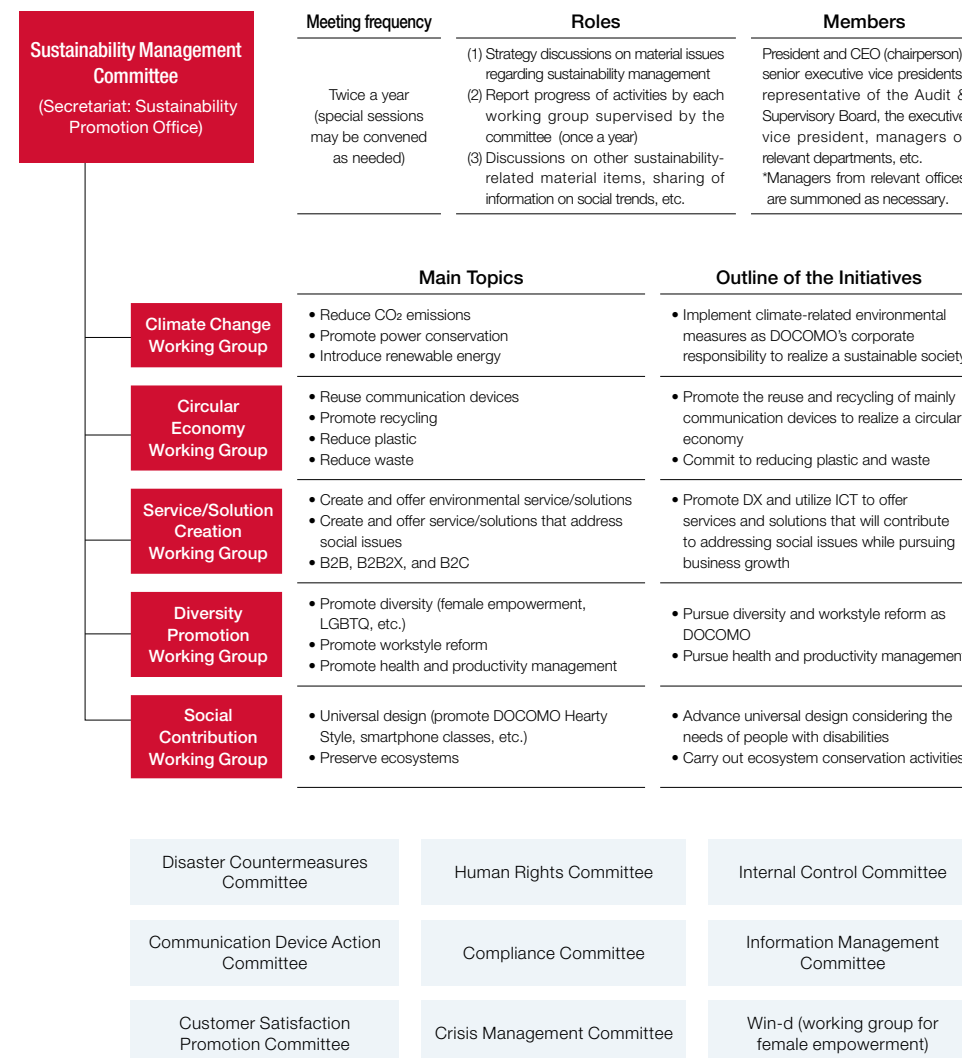 Sustainability Management
Committee
(Secretariat: Sustainability
Promotion Office)
Meeting frequency
Twice a year
(special sessions
may be convened
as needed)
Roles
(1) Strategy discussions on material issues
regarding sustainability management
(2) Report progress of activities by each
working group supervised by the
committee (once a year)
(3) Discussions on other sustainability-
related material items, sharing of
information on social trends, etc.
Members
President and CEO (chairperson)
senior executive vice presidents
representative of the Audit &
Supervisory Board, the executive
vice president, managers o
relevant departments, etc.
*Managers from relevant offices
are summoned as necessary.
Main Topics
Outline of the Initiatives
Climate Change
Working Group
• Reduce CO₂ emissions
• Promote power conservation
• Introduce renewable energy
• Implement climate-related environmental
measures as DOCOMO's corporate
responsibility to realize a sustainable society
Circular
Economy
Working Group
• Reuse communication devices
• Promote recycling
• Reduce plastic
• Reduce waste
• Promote the reuse and recycling of mainly
communication devices to realize a circular
economy
• Commit to reducing plastic and waste
Service/Solution
Creation
Working Group
• Create and offer environmental service/solutions
• Create and offer service/solutions that address
social issues
• B2B, B2B2X, and B2C
• Promote DX and utilize ICT to offer
services and solutions that will contribute
to addressing social issues while pursuing
business growth
Diversity
Promotion
Working Group
• Promote diversity (female empowerment,
LGBTQ, etc.)
• Promote workstyle reform
• Promote health and productivity management
• Pursue diversity and workstyle reform as
DOCOMO
• Pursue health and productivity management
Social
Contribution
Working Group
• Universal design (promote DOCOMO Hearty
Style, smartphone classes, etc.)
• Preserve ecosystems
• Advance universal design considering the
needs of people with disabilities
• Carry out ecosystem conservation activities
Disaster Countermeasures
Committee
Human Rights Committee
Internal Control Committee
Communication Device Action
Committee
Compliance Committee
Information Management
Committee
Customer Satisfaction
Promotion Committee
Crisis Management Committee
Win-d (working group for
female empowerment)